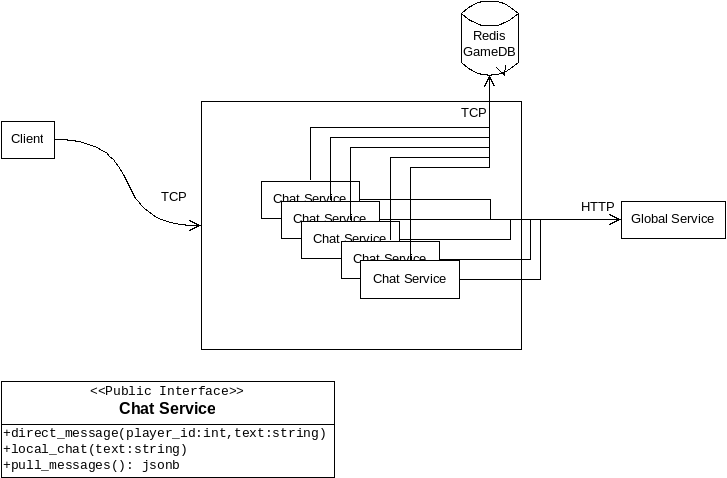 Redis
GameDB
TCP
Client
TCP
Chat Service
Chat Service
Chat Service
Chat Service
Chat Service
HTTP
Global Service
<<Public Interface>>
Chat Service
+direct_message(player_id:int,text:string)
+local_chat(text:string)
+pull_messages(): jsonb